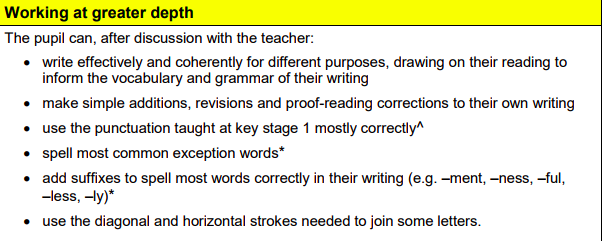 Working at greater depth
The pupil can, after discussion with the teacher:
• write effectively and coherently for different purposes, drawing on their reading to
inform the vocabulary and grammar of their writing
• make simple additions, revisions and proof-reading corrections to their own writing
• use the punctuation taught at key stage 1 mostly correctly^
• spell most common exception words*
• add suffixes to spell most words correctly in their writing (e.g. –ment, –ness, –ful,
–less, –ly)*
• use the diagonal and horizontal strokes needed to join some letters.